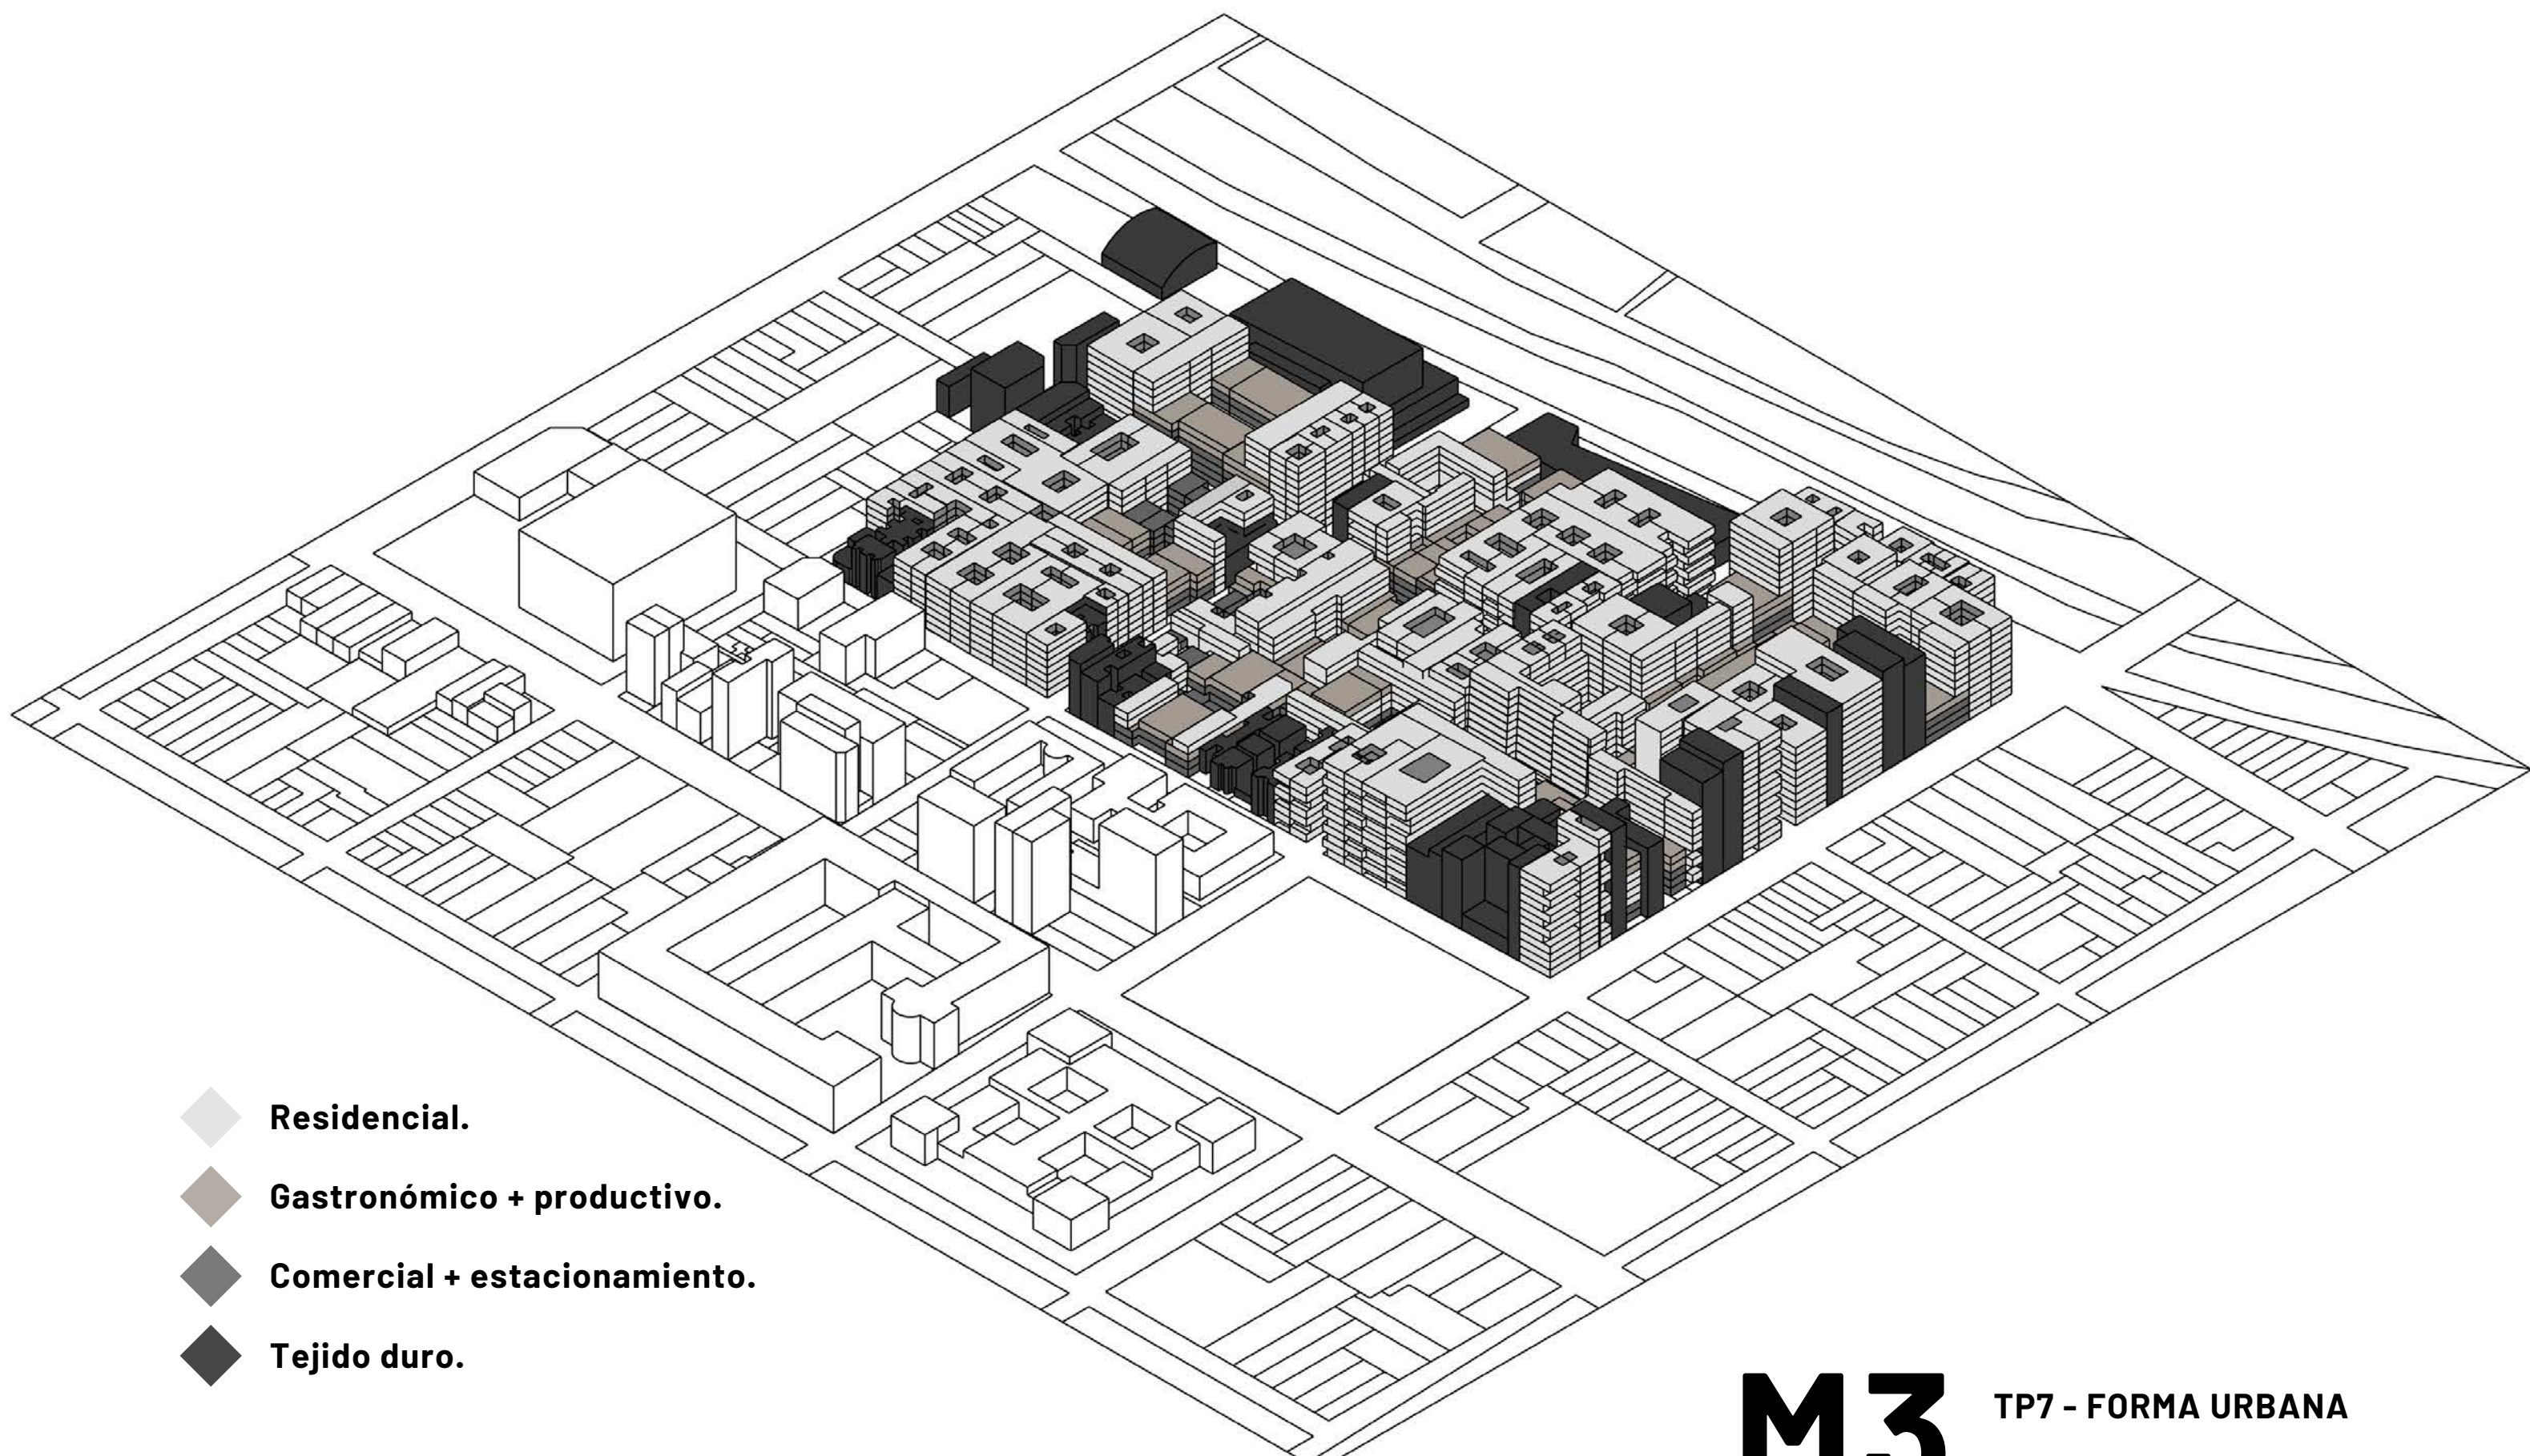 Residencial.
Gastronómico + productivo.
Comercial + estacionamiento.
Tejido duro.
M3
TP7 - FORMA URBANA